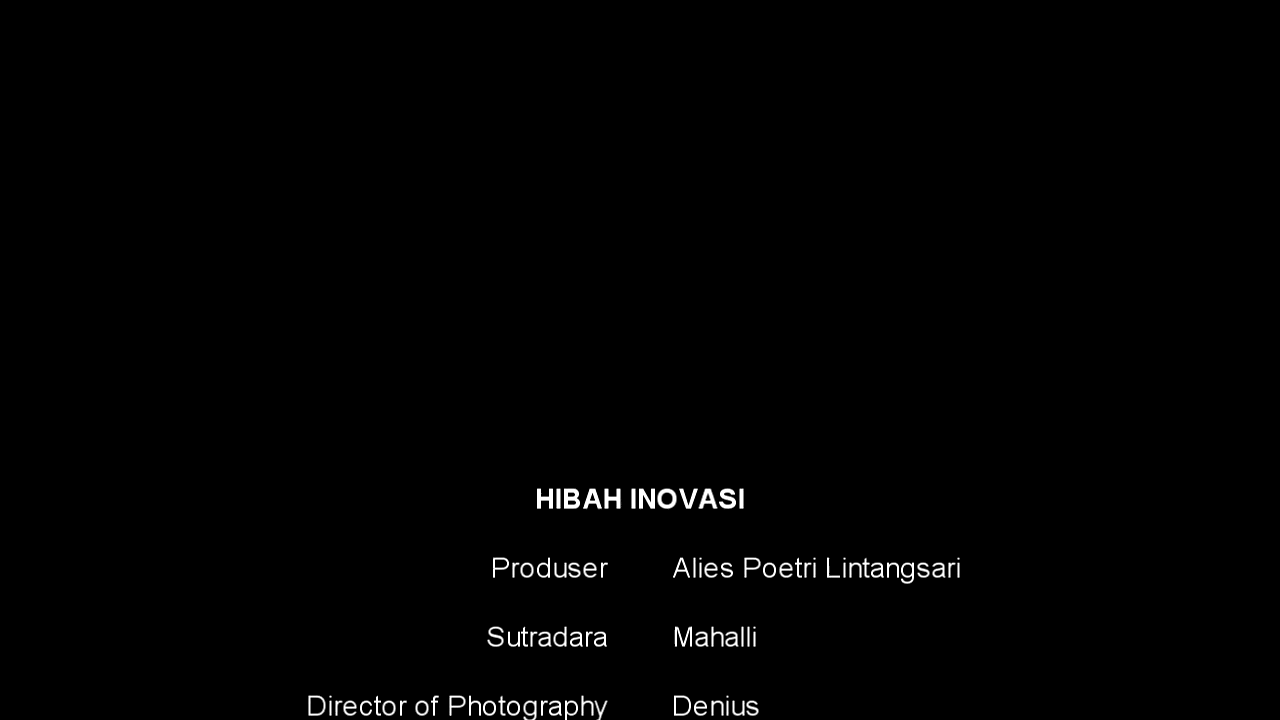 HIBAH INOVASI
Produser Alies Poetri Lintangsari
Sutradara Mahalli
Director of Photography Denius